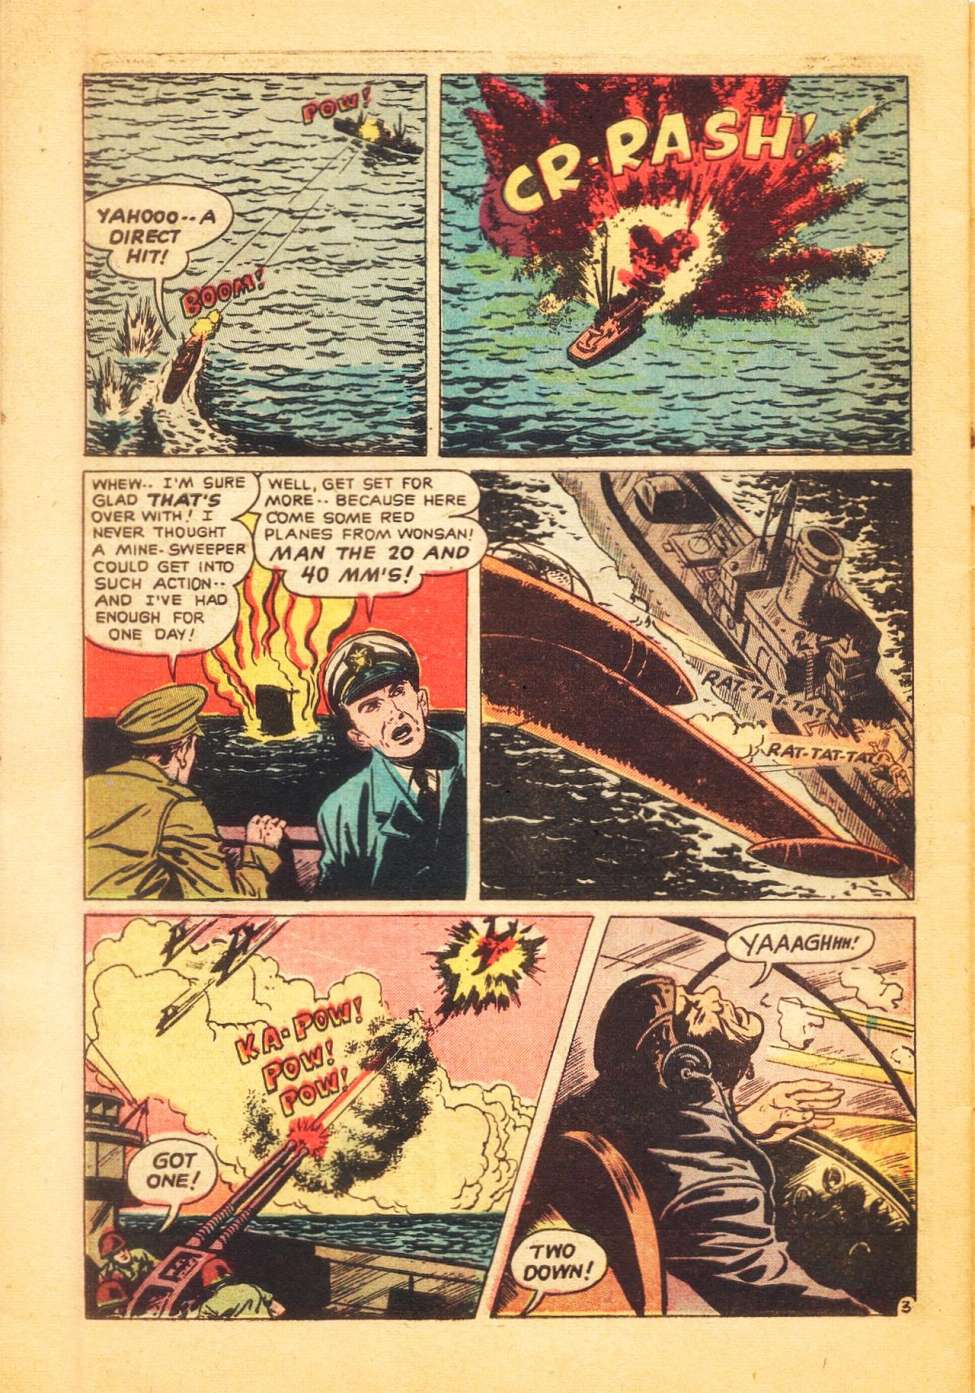 POW!
YAHOOO--A
DIRECT
HIT!
BOOM!
CR-RASH!
WHEW-- I'M SURE
GLAD THAT'S
OVER WITH! I
NEVER THOUGHT
A MINE-SWEEPER
COULD GET INTO
SUCH ACTION--
AND I'VE HAD
ENOUGH FOR
ONE DAY!
WELL, GET SET FOR
MORE-- BECAUSE HERE
COME SOME RED
PLANES FROM WONSAN!
MAN THE 20 AND
40 MM'S!
RAT-TAT-TAT
RAT-TAT-TAT
KA-POW!
POW!
POW!
GOT
ONE!
YAAAGHHH!
TWO
DOWN!
3